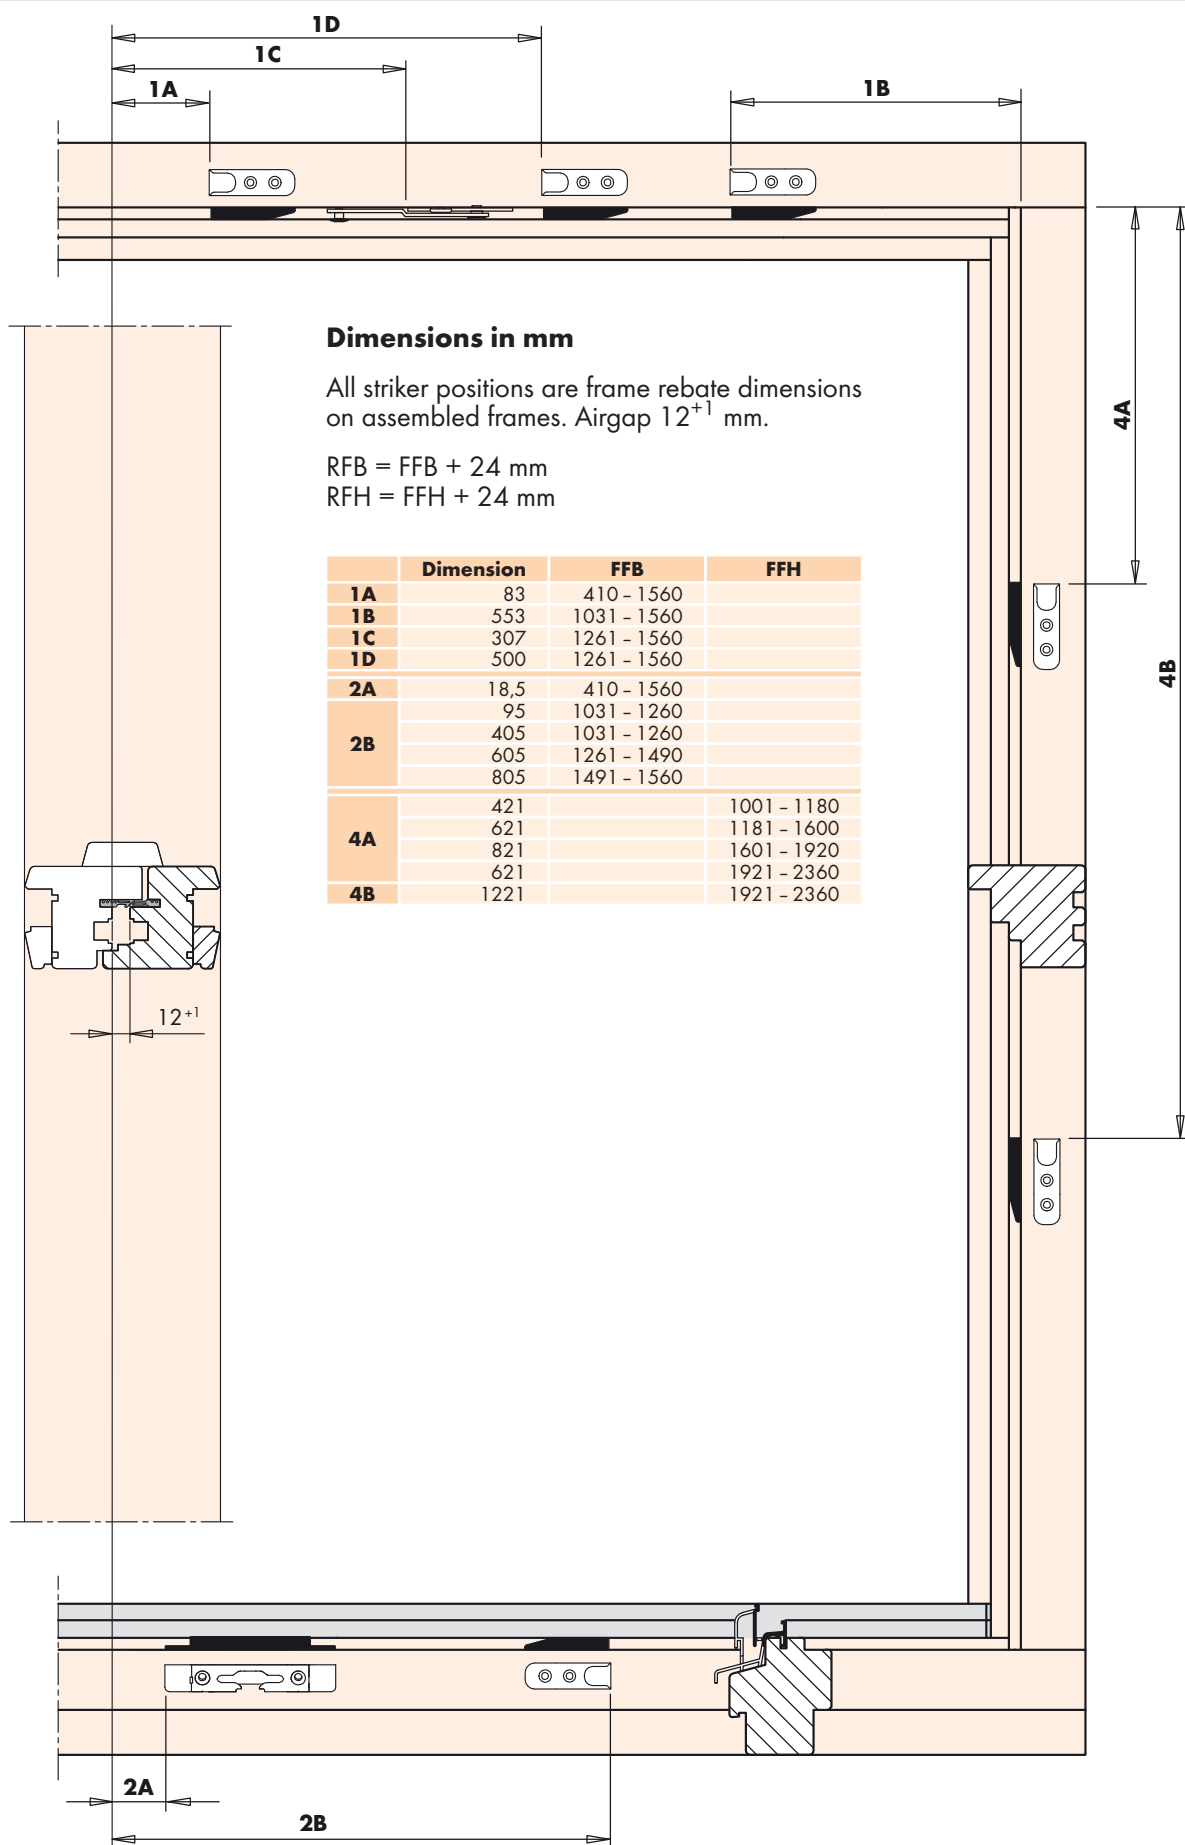 1D
1C
1A
1B
Dimensions in mm
All striker positions are frame rebate dimensions
on assembled frames. Airgap 12+1 mm.
RFB = FFB + 24 mm
RFH = FFH + 24 mm
4A
4B
Dimension FFB FFH
1A 83 410 – 1560
1B 553 1031 – 1560
1C 307 1261 – 1560
1D 500 1261 – 1560
2A 18,5 410 – 1560
2B 95 1031 – 1260
405 1031 – 1260
605 1261 – 1490
805 1491 – 1560
4A 421 1001 – 1180
621 1181 – 1600
821 1601 – 1920
621 1921 – 2360
4B 1221 1921 – 2360
12+1
2A
2B